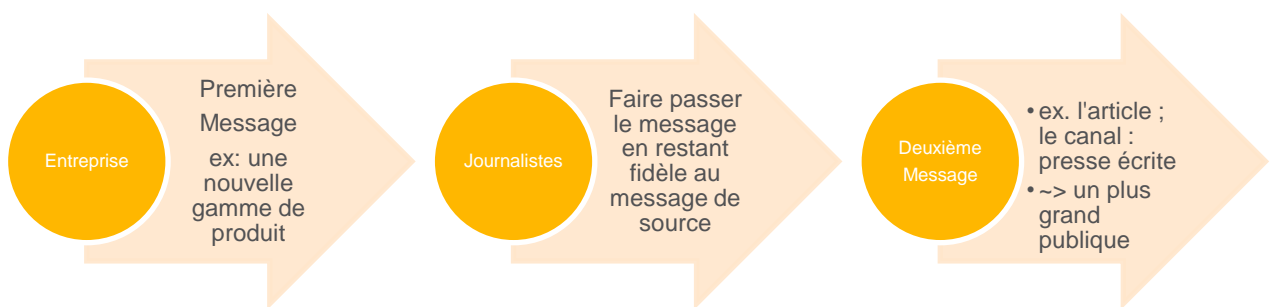 Entreprise
Première
Message
ex: une
nouvelle
gamme de
produit
Journalistes
Faire passer
le message
en restant
fidèle au
message de
source
Deuxième
Message
• ex. l'article ;
le canal :
presse écrite
• ~> un plus
grand
publique